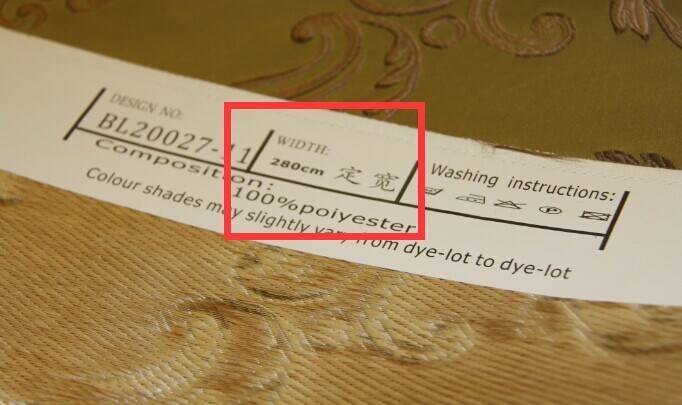 DESIGN NO:
BL20027-11
WIDTH:
280cm 定宽
Washing instructions:
Composition:
100%poiyester
Colour shades may slightly vary from dye-lot to dye-lot